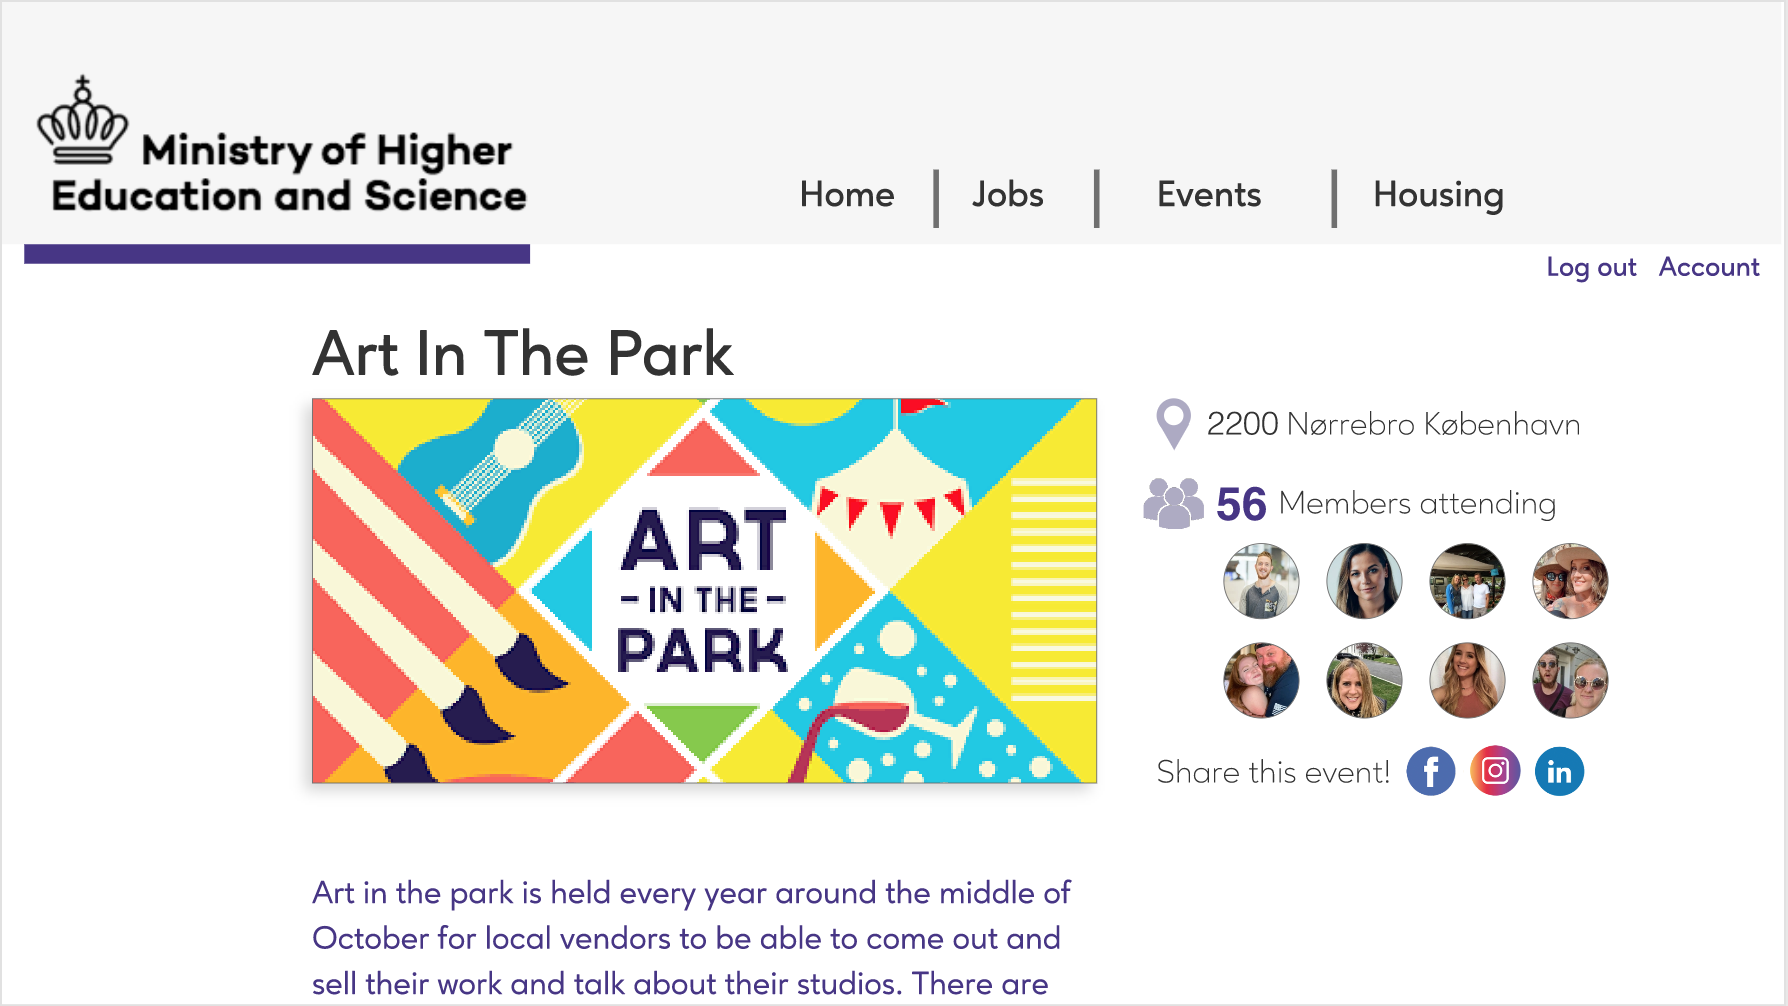 Ministry of Higher
Education and Science
Home
Jobs
Events
Housing
Log out Account
Art In The Park
ART
- IN THE -
PARK
2200 Nørrebro København
56 Members attending
Share this event!
f
in
Art in the park is held every year around the middle of
October for local vendors to be able to come out and
sell their work and talk about their studios. There are